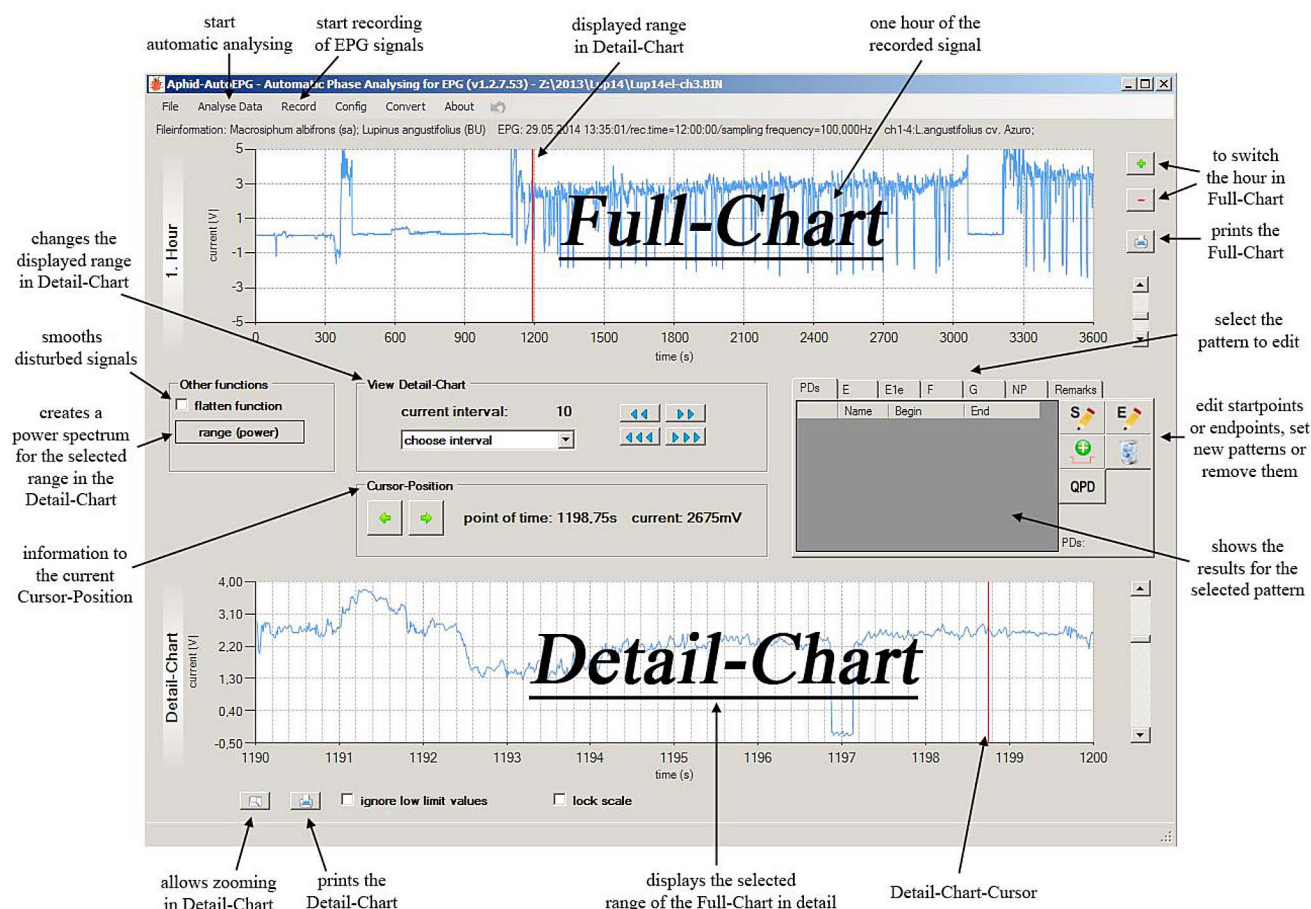 start
automatic analysing
start recording
of EPG signals
displayed range
in Detail-Chart
one hour of the
recorded signal
Aphid-AutoEPG - Automatic Phase Analysing for EPG (v1.2.7.53) - Z:\2013\Lup14\Lup14el-ch3.BIN
File Analyse Data Record Config Convert About
Fileinformation: Macrosiphum albifrons (sa); Lupinus angustifolius (BU) EPG: 29.05.2014 13:35:01/rec.time=12:00:00/sampling frequency=100,000Hz ch1-4:L.angustifolius cv. Azuro;
1. Hour
current [V]
5
3
1
-1
-3
-5
0 300 600 900 1200 1500 1800 2100 2400 2700 3000 3300 3600
time (s)
Full-Chart
to switch
the hour in
Full-Chart
prints the
Full-Chart
changes the
displayed range
in Detail-Chart
smooths
disturbed signals
creates a
power spectrum
for the selected
range in the
Detail-Chart
information to
the current
Cursor-Position
select the
pattern to edit
edit startpoints
or endpoints, set
new patterns or
remove them
shows the
results for the
selected pattern
Other functions
flatten function
range (power)
View Detail-Chart
current interval: 10
choose interval
Cursor-Position
point of time: 1198,75s current: 2675mV
PDs E E1e F G NP Remarks
Name Begin End
S E
QPD
PDs:
Detail-Chart
current [V]
4,00
3,10
2,20
1,30
0,40
-0,50
1190 1191 1192 1193 1194 1195 1196 1197 1198 1199 1200
time (s)
Detail-Chart
ignore low limit values lock scale
allows zooming
in Detail-Chart
prints the
Detail-Chart
displays the selected
range of the Full-Chart in detail
Detail-Chart-Cursor